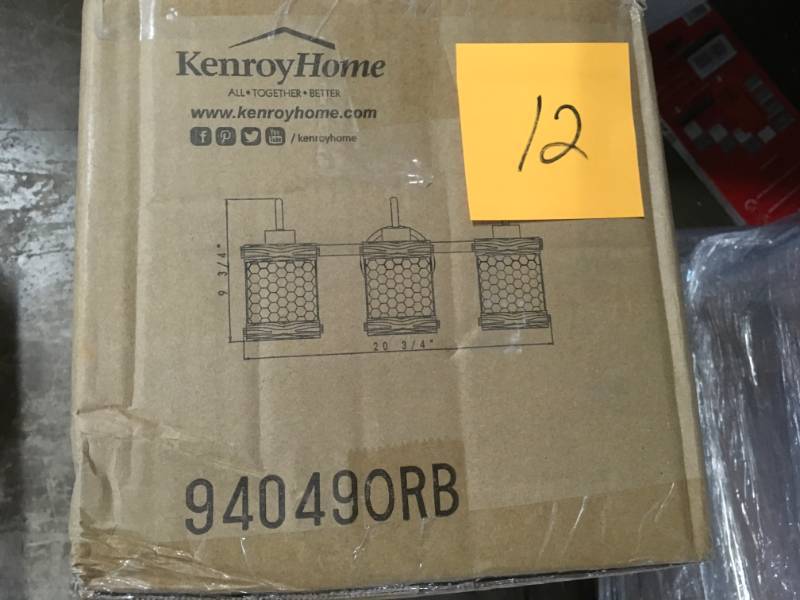 KenroyHome
ALL • TOGETHER • BETTER
www.kenroyhome.com
/ kenroyhome
12
9 3/4"
20 3/4"
94049ORB